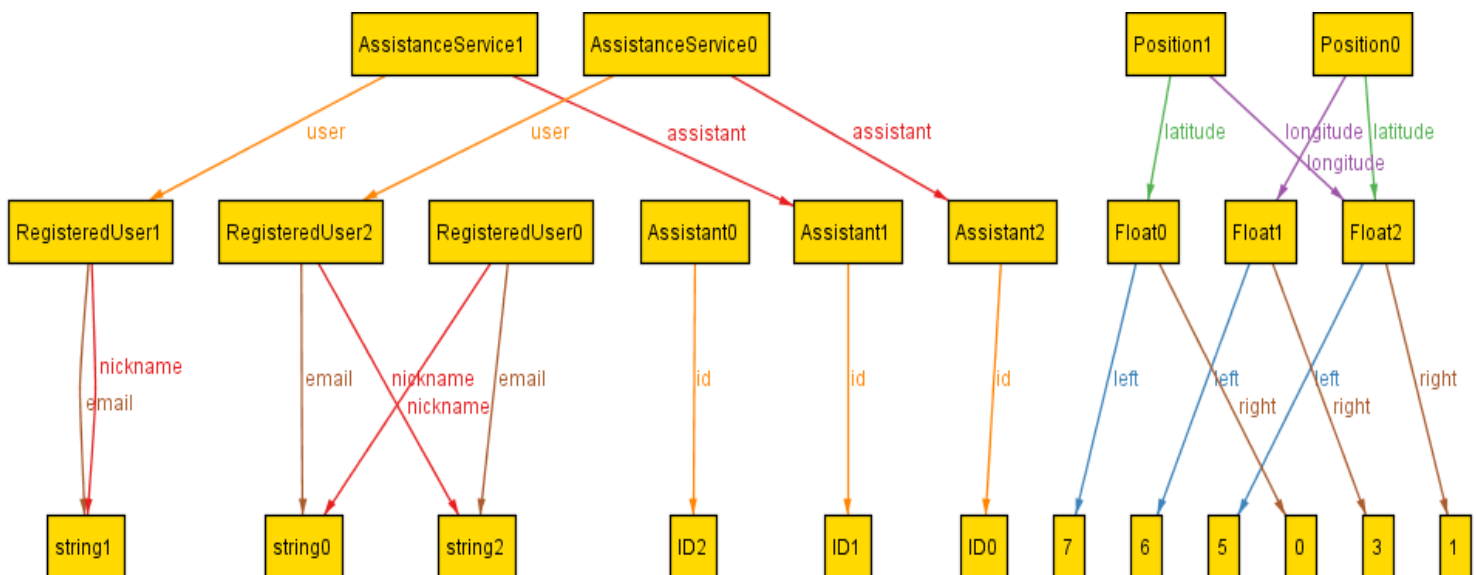 AssistanceService1 AssistanceService0 Position1 Position0
user user assistant assistant latitude longitude latitude
longitude
RegisteredUser1 RegisteredUser2 RegisteredUser0 Assistant0 Assistant1 Assistant2 Float0 Float1 Float2
nickname
email email nickname email id id id left left left right
nickname right right
string1 string0 string2 ID2 ID1 ID0 7 6 5 0 3 1